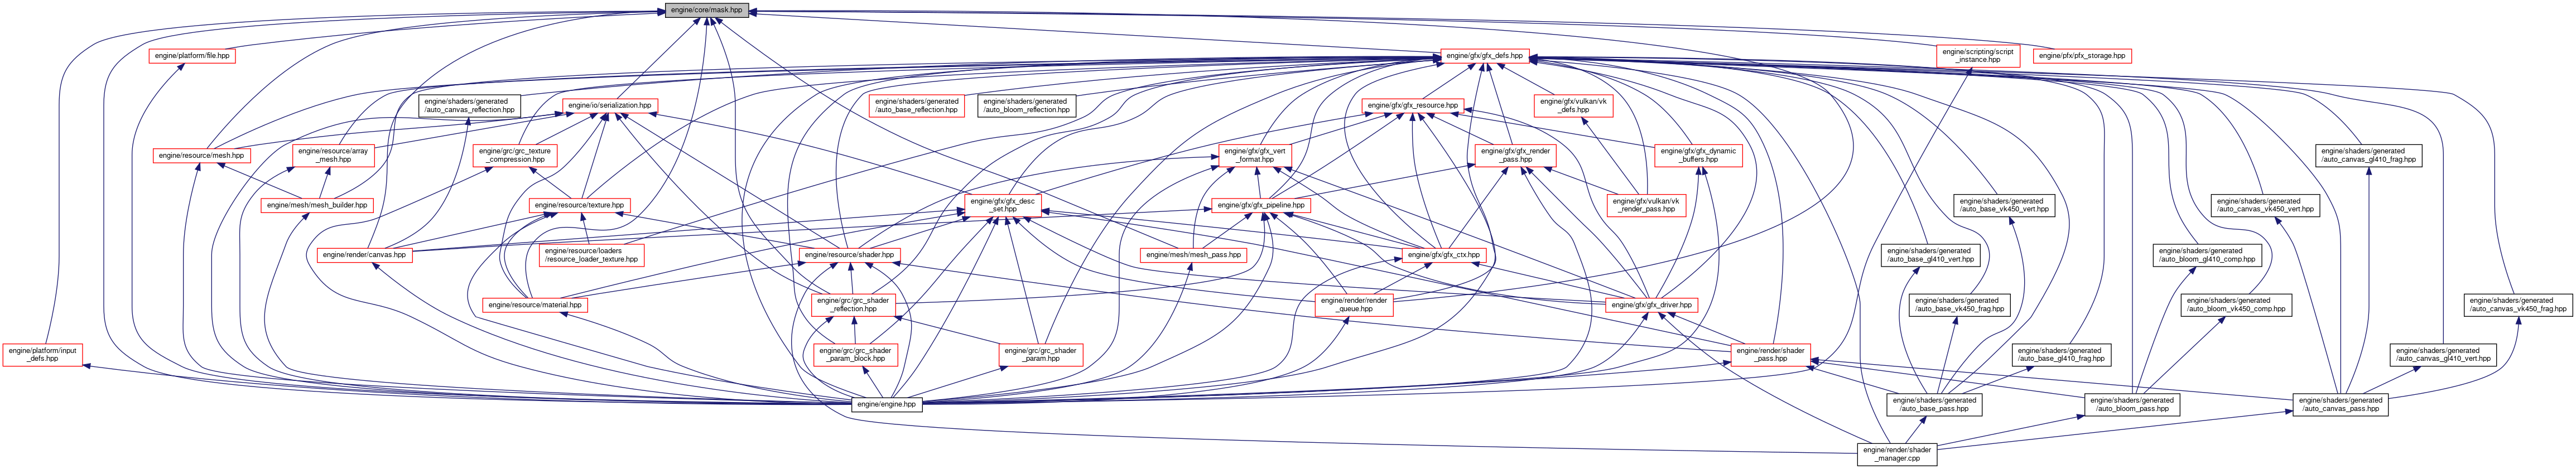 engine/core/mask.hpp
engine/platform/file.hpp
engine/gfx/gfx_defs.hpp
engine/scripting/script
_instance.hpp
engine/pfx/pfx_storage.hpp
engine/shaders/generated
/auto_canvas_reflection.hpp
engine/io/serialization.hpp
engine/shaders/generated
/auto_base_reflection.hpp
engine/shaders/generated
/auto_bloom_reflection.hpp
engine/gfx/gfx_resource.hpp
engine/gfx/vulkan/vk
_defs.hpp
engine/resource/mesh.hpp
engine/resource/array
_mesh.hpp
engine/grc/grc_texture
_compression.hpp
engine/gfx/gfx_vert
_format.hpp
engine/gfx/gfx_render
_pass.hpp
engine/gfx/gfx_dynamic
_buffers.hpp
engine/shaders/generated
/auto_canvas_gl410_frag.hpp
engine/mesh/mesh_builder.hpp
engine/resource/texture.hpp
engine/gfx/gfx_desc
_set.hpp
engine/gfx/gfx_pipeline.hpp
engine/gfx/vulkan/vk
_render_pass.hpp
engine/shaders/generated
/auto_base_vk450_vert.hpp
engine/shaders/generated
/auto_canvas_vk450_vert.hpp
engine/render/canvas.hpp
engine/resource/loaders
/resource_loader_texture.hpp
engine/resource/shader.hpp
engine/mesh/mesh_pass.hpp
engine/gfx/gfx_ctx.hpp
engine/shaders/generated
/auto_base_gl410_vert.hpp
engine/shaders/generated
/auto_bloom_gl410_comp.hpp
engine/resource/material.hpp
engine/grc/grc_shader
_reflection.hpp
engine/render/render
_queue.hpp
engine/gfx/gfx_driver.hpp
engine/shaders/generated
/auto_base_vk450_frag.hpp
engine/shaders/generated
/auto_bloom_vk450_comp.hpp
engine/shaders/generated
/auto_canvas_vk450_frag.hpp
engine/platform/input
_defs.hpp
engine/grc/grc_shader
_param_block.hpp
engine/grc/grc_shader
_param.hpp
engine/render/shader
_pass.hpp
engine/shaders/generated
/auto_base_gl410_frag.hpp
engine/shaders/generated
/auto_canvas_gl410_vert.hpp
engine/engine.hpp
engine/shaders/generated
/auto_base_pass.hpp
engine/shaders/generated
/auto_bloom_pass.hpp
engine/shaders/generated
/auto_canvas_pass.hpp
engine/render/shader
_manager.cpp